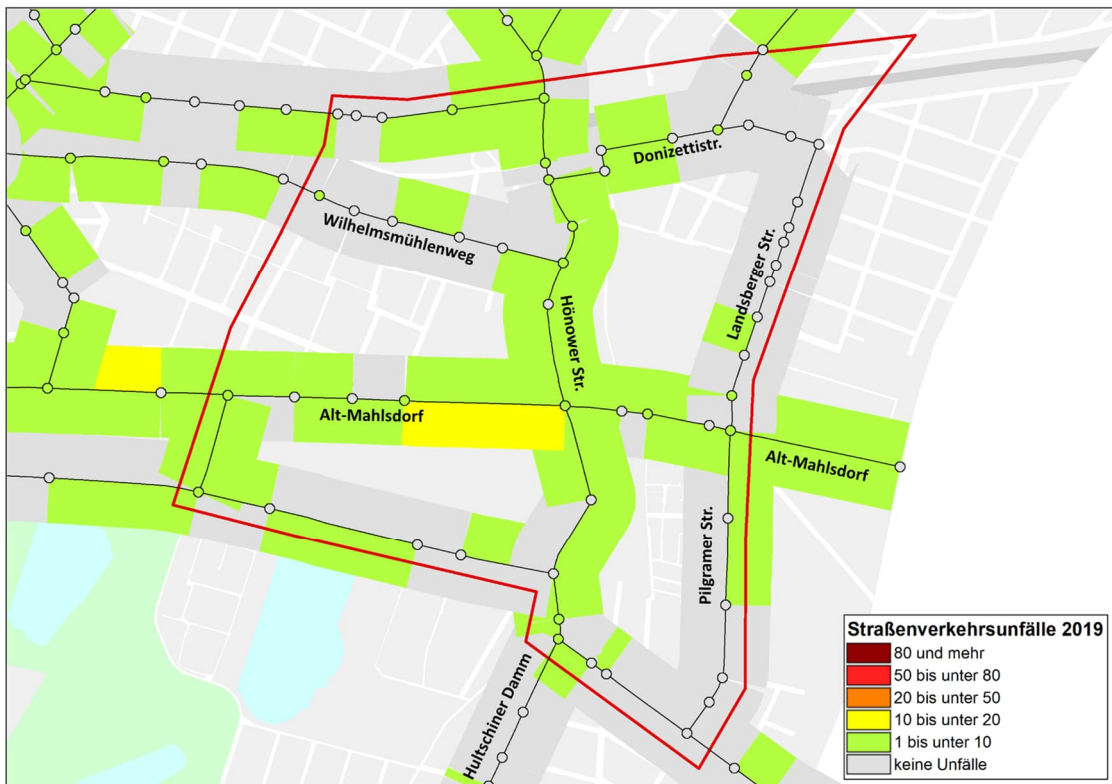 Donizettistr.
Wilhelmsmühlenweg
Landsberger Str.
Hönower Str.
Alt-Mahlsdorf
Alt-Mahlsdorf
Pilgramer Str.
Hultschiner Damm
Straßenverkehrsunfälle 2019
80 und mehr
50 bis unter 80
20 bis unter 50
10 bis unter 20
1 bis unter 10
keine Unfälle